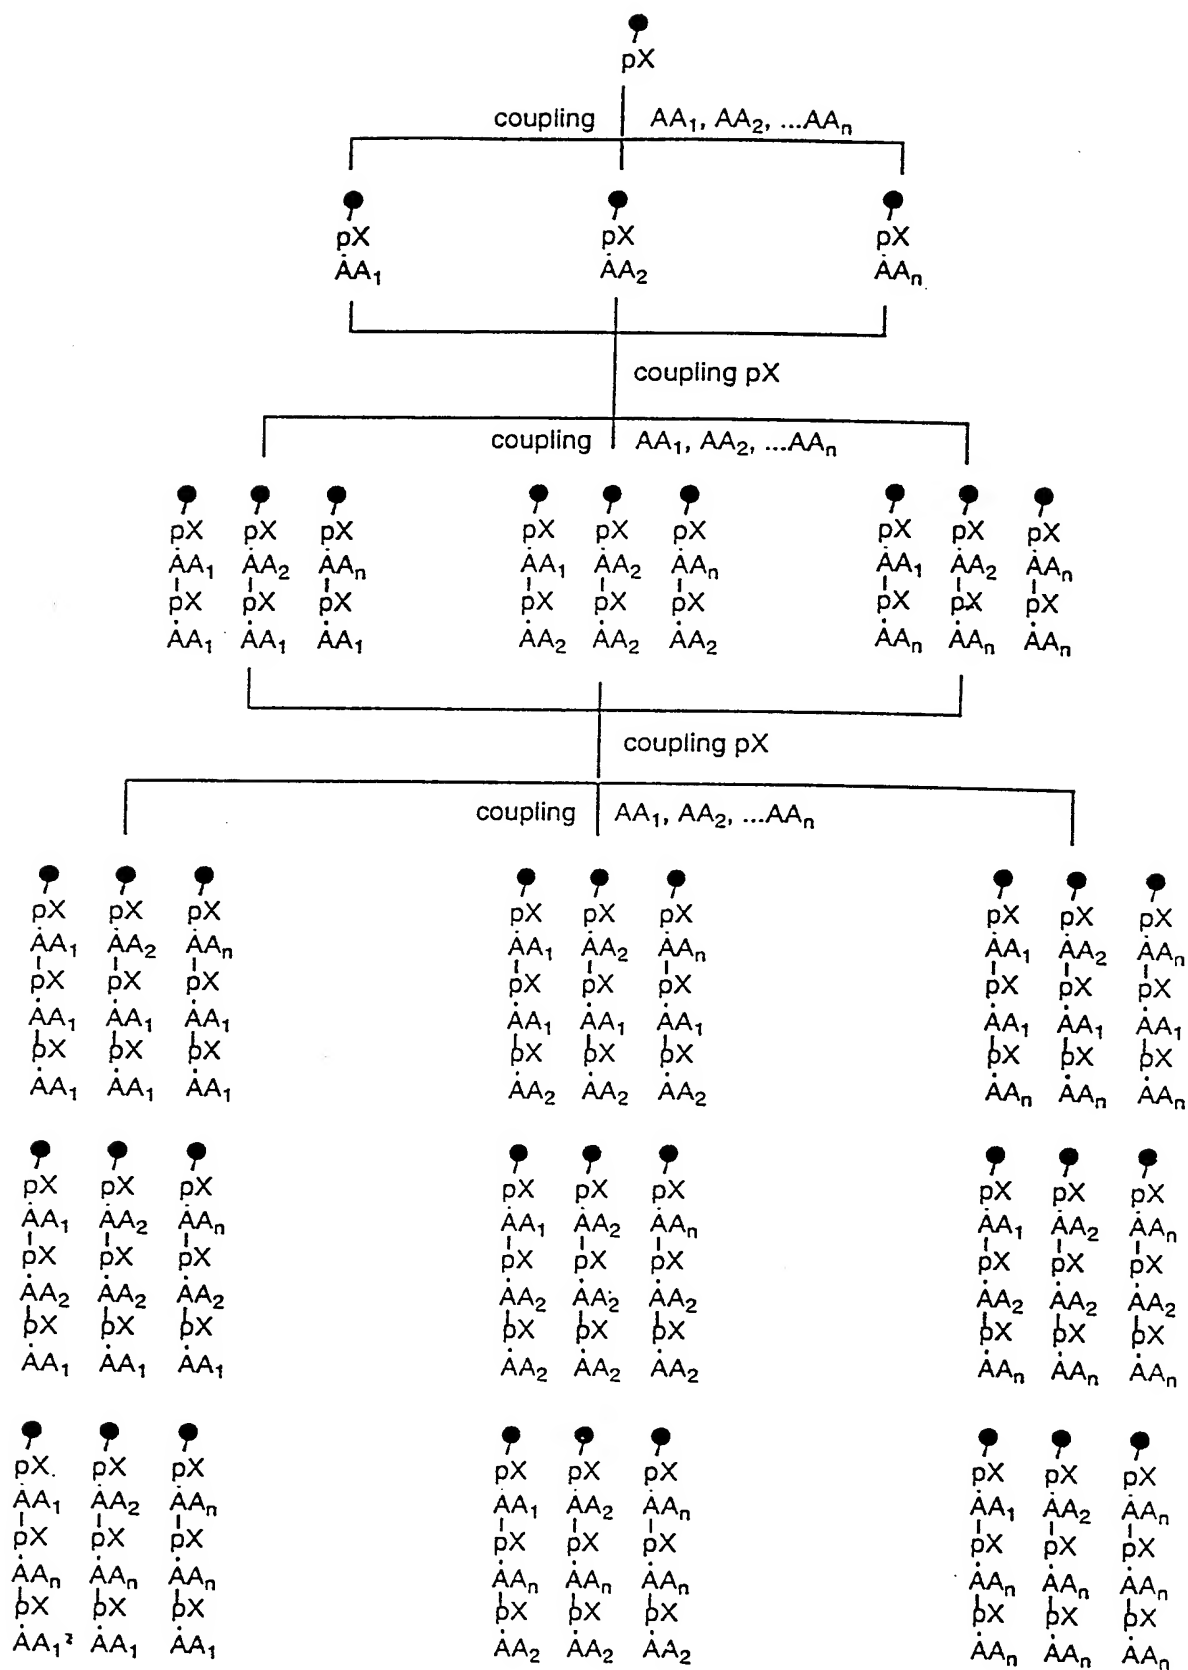 pX
coupling AA₁, AA₂, ...AAₙ
pX pX pX
AA₁ AA₂ AAₙ
coupling pX
coupling AA₁, AA₂, ...AAₙ
pX pX pX pX pX pX pX pX pX
AA₁ AA₂ AAₙ AA₁ AA₂ AAₙ AA₁ AA₂ AAₙ
pX pX pX pX pX pX pX pX pX
AA₁ AA₁ AA₁ AA₂ AA₂ AA₂ AAₙ AAₙ AAₙ
coupling pX
coupling AA₁, AA₂, ...AAₙ
pX pX pX pX pX pX pX pX pX
AA₁ AA₂ AAₙ AA₁ AA₂ AAₙ AA₁ AA₂ AAₙ
pX pX pX pX pX pX pX pX pX
AA₁ AA₁ AA₁ AA₁ AA₁ AA₁ AA₁ AA₁ AA₁
pX pX pX pX pX pX pX pX pX
AA₁ AA₁ AA₁ AA₂ AA₂ AA₂ AAₙ AAₙ AAₙ
pX pX pX pX pX pX pX pX pX
AA₁ AA₂ AAₙ AA₁ AA₂ AAₙ AA₁ AA₂ AAₙ
pX pX pX pX pX pX pX pX pX
AA₂ AA₂ AA₂ AA₂ AA₂ AA₂ AA₂ AA₂ AA₂
pX pX pX pX pX pX pX pX pX
AA₁ AA₁ AA₁ AA₂ AA₂ AA₂ AAₙ AAₙ AAₙ
pX pX pX pX pX pX pX pX pX
AA₁ AA₂ AAₙ AA₁ AA₂ AAₙ AA₁ AA₂ AAₙ
pX pX pX pX pX pX pX pX pX
AAₙ AAₙ AAₙ AAₙ AAₙ AAₙ AAₙ AAₙ AAₙ
pX pX pX pX pX pX pX pX pX
AA₁ AA₁ AA₁ AA₂ AA₂ AA₂ AAₙ AAₙ AAₙ